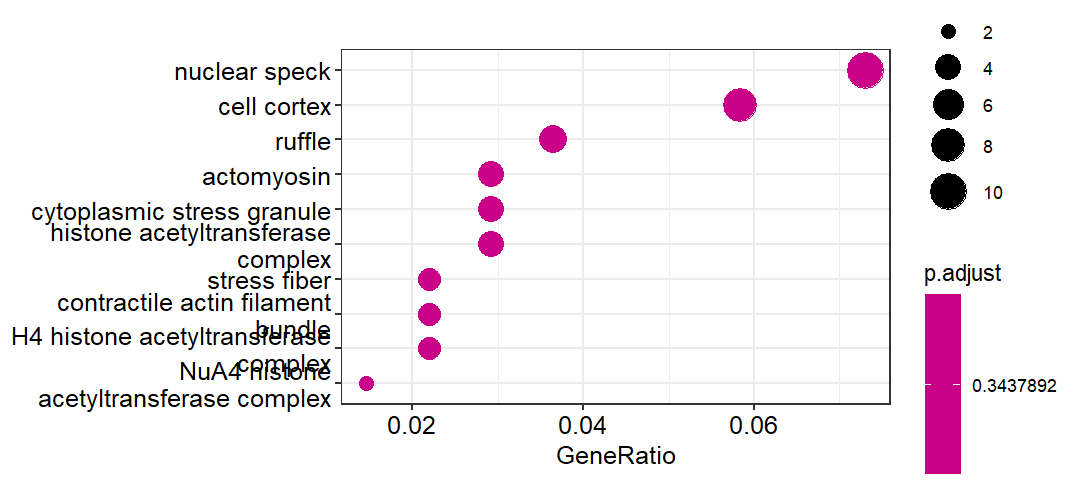 nuclear speck
cell cortex
ruffle
actomyosin
cytoplasmic stress granule
histone acetyltransferase
complex
stress fiber
contractile actin filament
bundle
H4 histone acetyltransferase
complex
NuA4 histone
acetyltransferase complex
0.02
0.04
0.06
GeneRatio
2
4
6
8
10
p.adjust
0.3437892